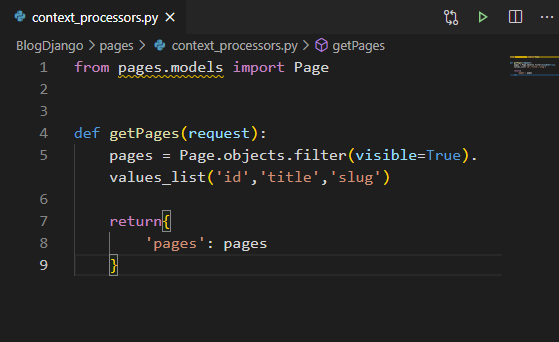 context_processors.py ×
BlogDjango > pages > context_processors.py > getPages
1 from pages.models import Page
2
3
4 def getPages(request):
5 pages = Page.objects.filter(visible=True).
values_list('id','title','slug')
6
7 return{
8 'pages': pages
9 }